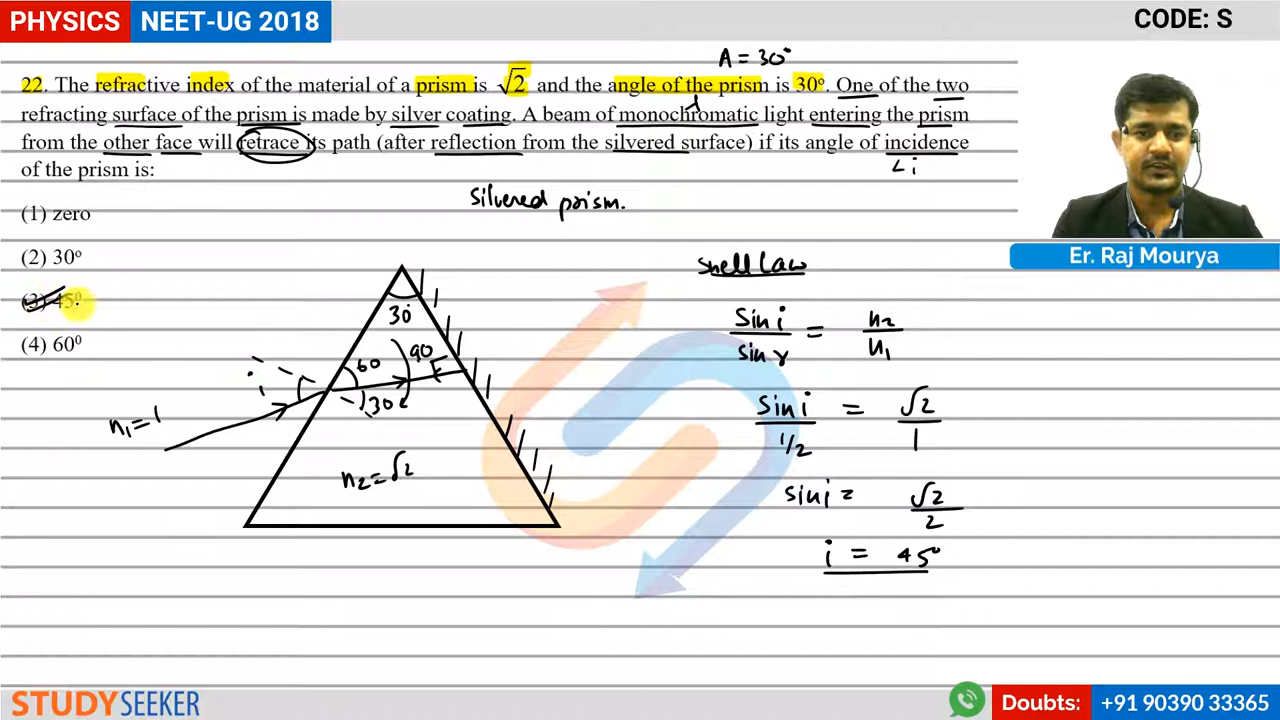 PHYSICS NEET-UG 2018
CODE: S
A = 30°
22. The refractive index of the material of a prism is √2 and the angle of the prism is 30°. One of the two
refracting surface of the prism is made by silver coating. A beam of monochromatic light entering the prism
from the other face will retrace its path (after reflection from the silvered surface) if its angle of incidence
of the prism is:
∠i
Silvered prism.
(1) zero
(2) 30°
(3) 45⁰
(4) 60⁰
Er. Raj Mourya
Snell Law
Sin i / sin r = n2 / n1
Sin i / 1/2 = √2 / 1
sin i = √2 / 2
i = 45°
30°
60
90
30
i
r
n1 = 1
n2 = √2
STUDY SEEKER
Doubts: +91 90390 33365